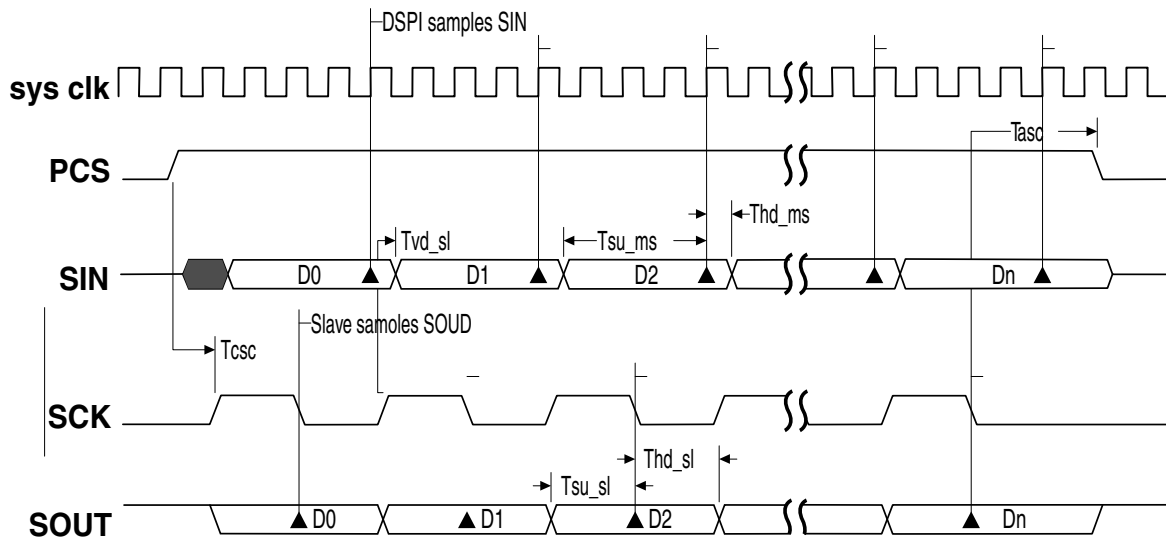 DSPI samples SIN
sys clk
Tasc
PCS
Thd_ms
Tvd_sl
Tsu_ms
SIN
D0
D1
D2
Dn
Slave samoles SOUD
Tcsc
SCK
Thd_sl
Tsu_sl
SOUT
D0
D1
D2
Dn